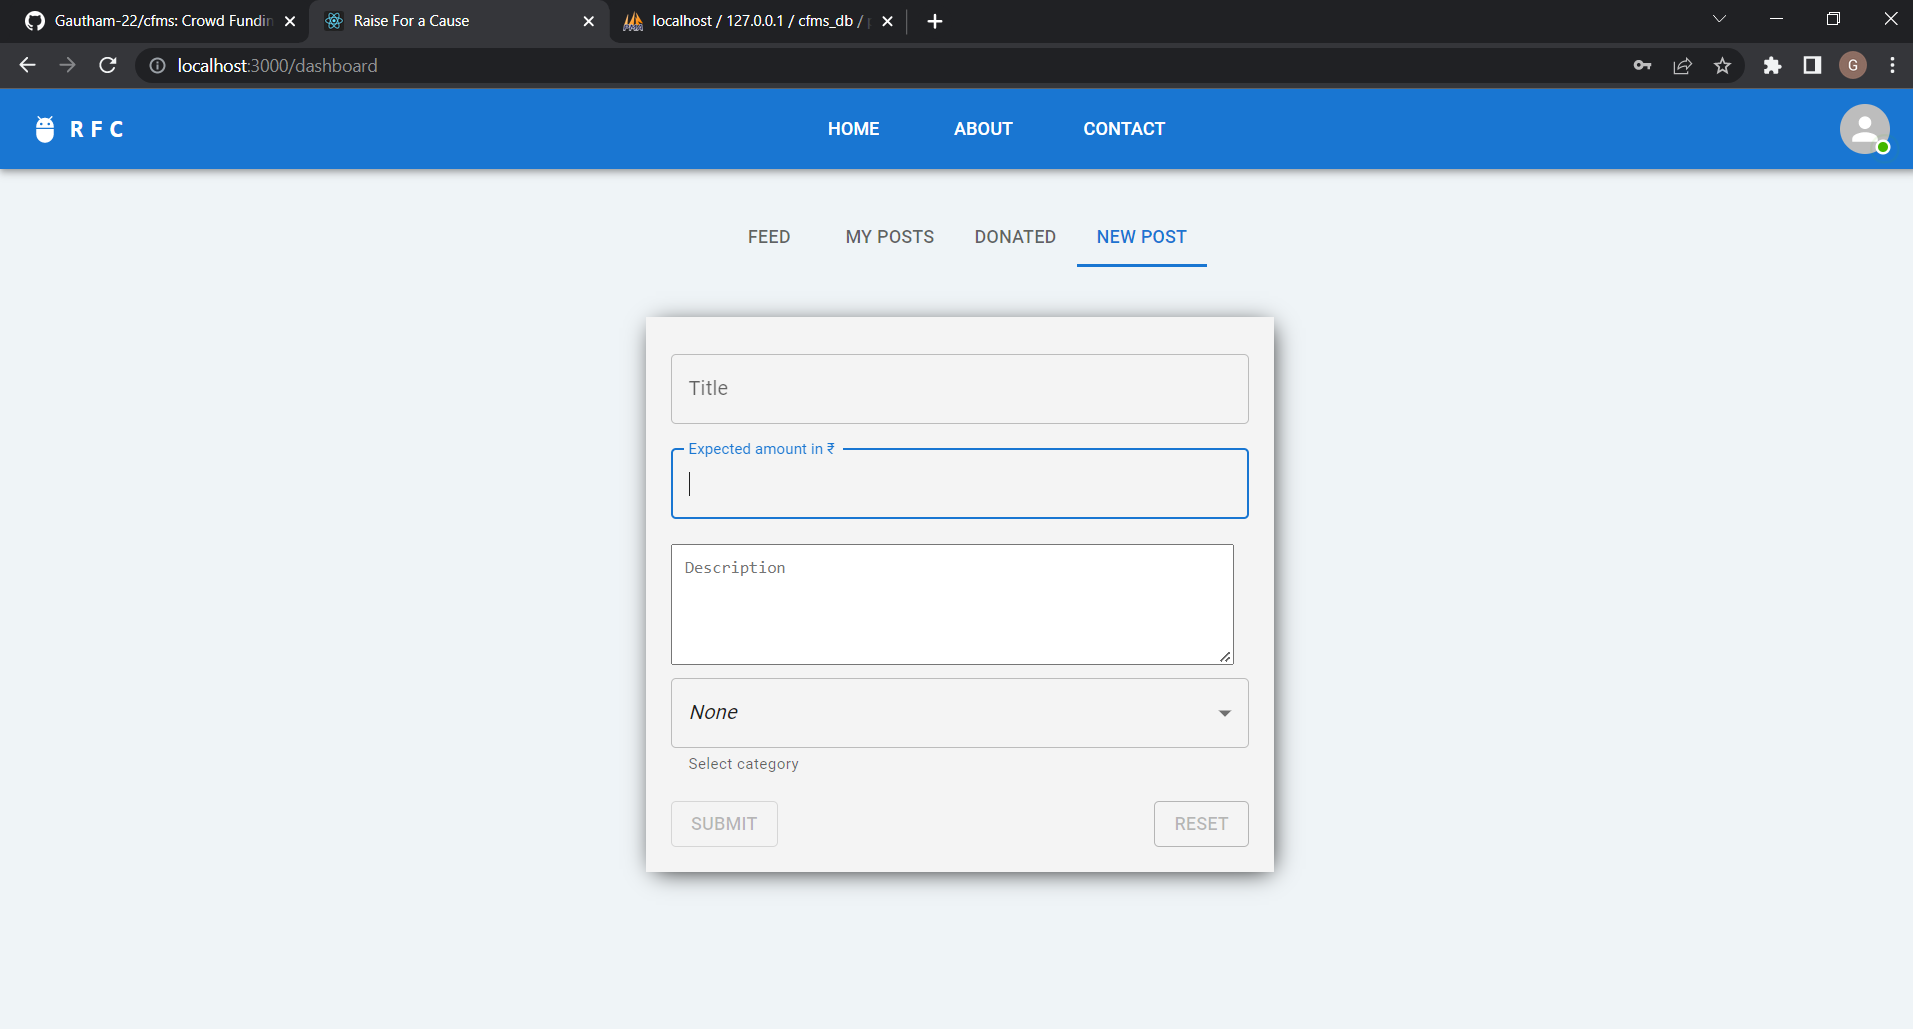 Gautham-22/cfms: Crowd Fundin
Raise For a Cause
localhost / 127.0.0.1 / cfms_db /
localhost:3000/dashboard
G
R F C
HOME ABOUT CONTACT
FEED MY POSTS DONATED NEW POST
Title
Expected amount in ₹
Description
None
Select category
SUBMIT RESET